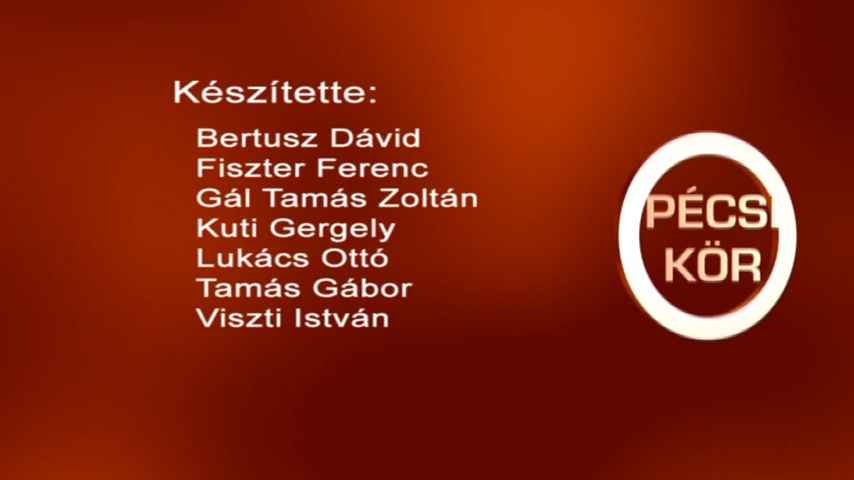 Készítette:
Bertusz Dávid
Fiszter Ferenc
Gál Tamás Zoltán
Kuti Gergely
Lukács Ottó
Tamás Gábor
Viszti István
PÉCSI
KÖR